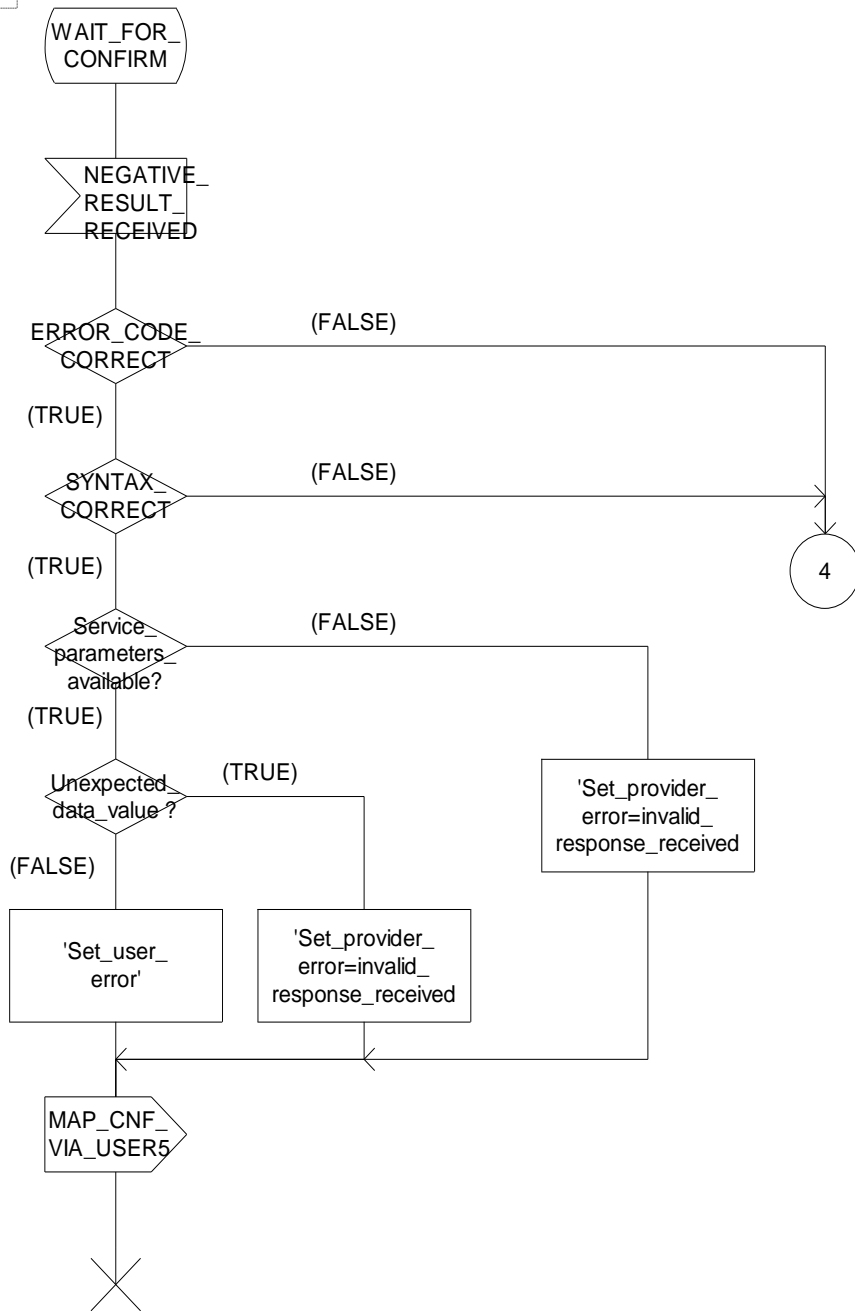 WAIT_FOR_
CONFIRM
NEGATIVE_
RESULT_
RECEIVED
ERROR_CODE_
CORRECT
(FALSE)
(TRUE)
SYNTAX_
CORRECT
(FALSE)
(TRUE)
4
Service_
parameters_
available?
(FALSE)
(TRUE)
Unexpected_
data_value ?
(TRUE)
(FALSE)
'Set_provider_
error=invalid_
response_received
'Set_user_
error'
'Set_provider_
error=invalid_
response_received
MAP_CNF_
VIA_USER5